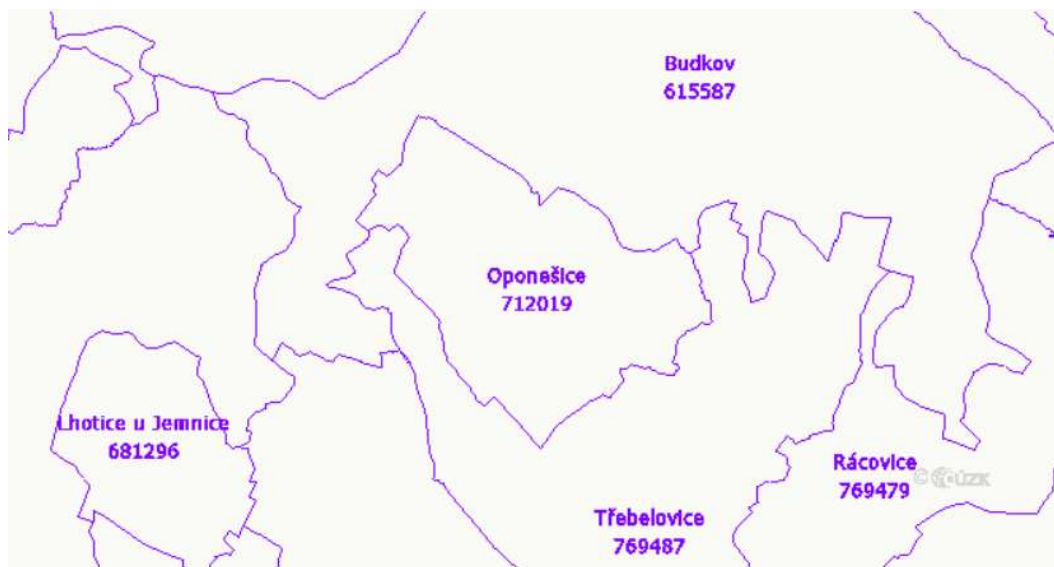 Budkov
615587
Oponešice
712019
Lhotice u Jemnice
681296
Rácovice
769479
© ČÚZK
Třebelovice
769487